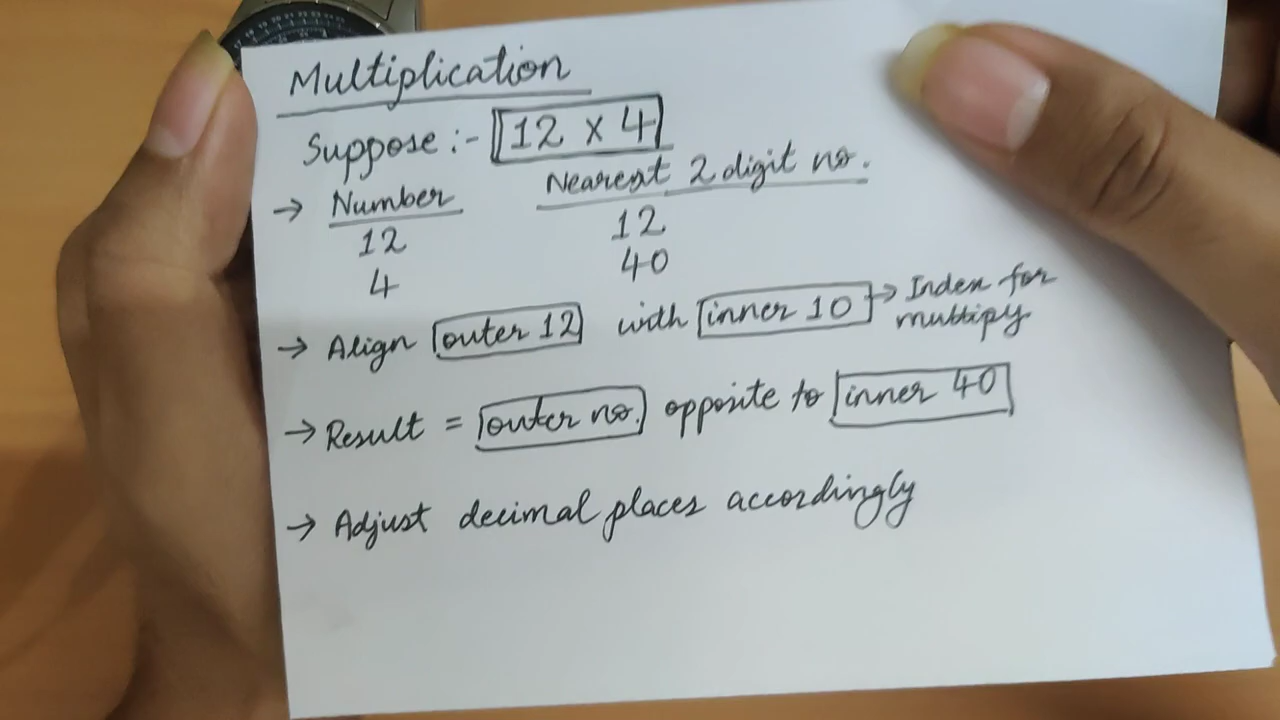 Multiplication
Suppose :- 12 x 4
→ Number Nearest 2 digit no.
12 12
4 40
→ Align outer 12 with inner 10 → Index for multiply
→ Result = outer no. opposite to inner 40
→ Adjust decimal places accordingly